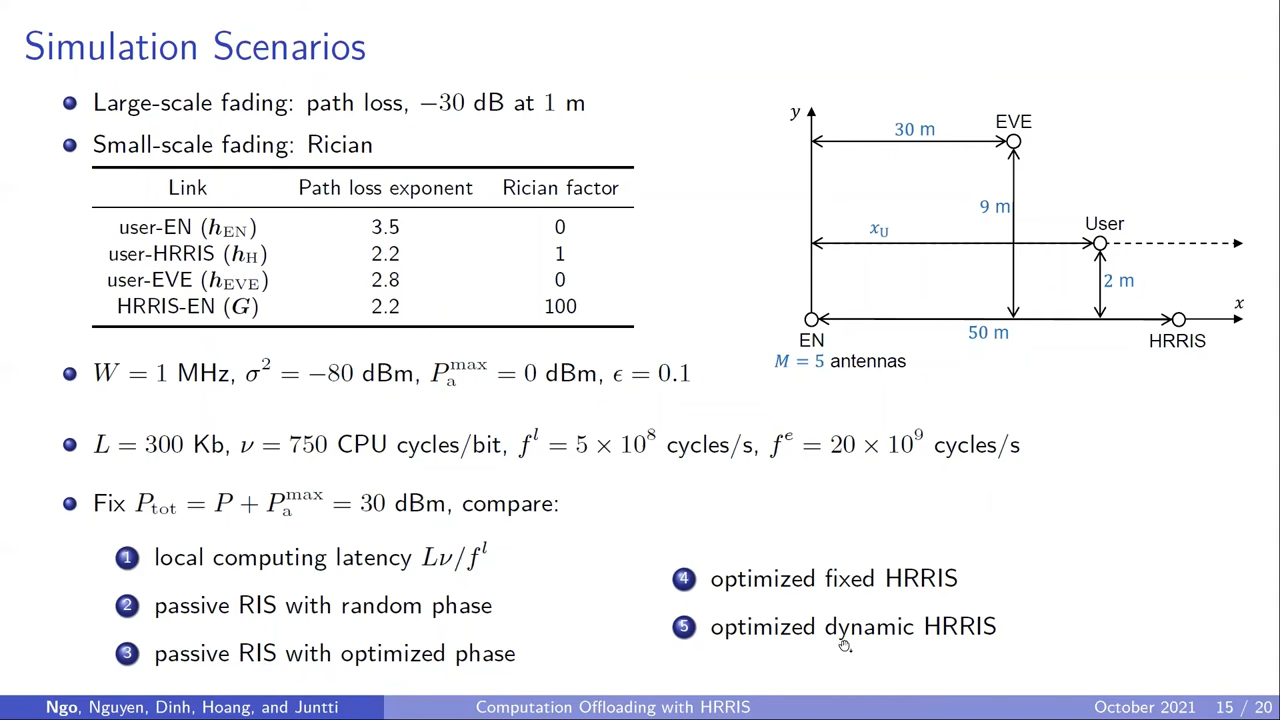 Simulation Scenarios
Large-scale fading: path loss, −30 dB at 1 m
Small-scale fading: Rician
Link Path loss exponent Rician factor
user-EN (h_EN) 3.5 0
user-HRRIS (h_H) 2.2 1
user-EVE (h_EVE) 2.8 0
HRRIS-EN (G) 2.2 100
y
EVE
30 m
9 m
User
x_U
2 m
x
50 m
EN
HRRIS
M = 5 antennas
W = 1 MHz, σ² = −80 dBm, P_a^max = 0 dBm, ϵ = 0.1
L = 300 Kb, ν = 750 CPU cycles/bit, f^l = 5 × 10⁸ cycles/s, f^e = 20 × 10⁹ cycles/s
Fix P_tot = P + P_a^max = 30 dBm, compare:
1 local computing latency Lν/f^l
2 passive RIS with random phase
3 passive RIS with optimized phase
4 optimized fixed HRRIS
5 optimized dynamic HRRIS
Ngo, Nguyen, Dinh, Hoang, and Juntti Computation Offloading with HRRIS October 2021 15 / 20